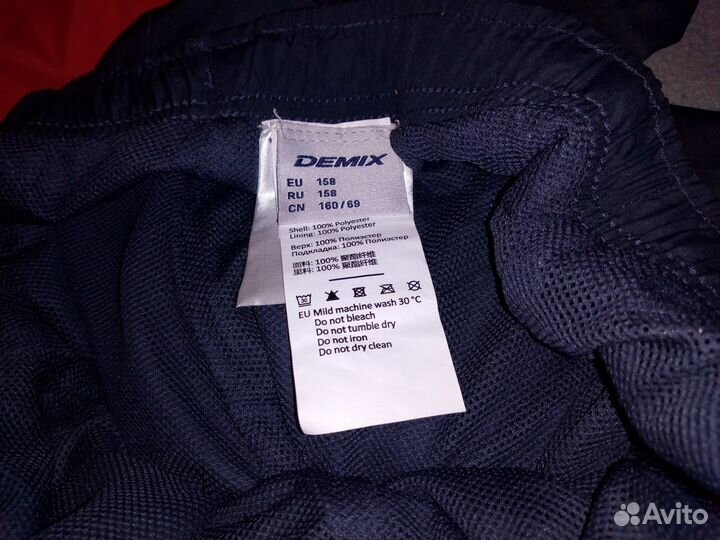 DEMIX
EU 158
RU 158
CN 160/69
Shell: 100% Polyester
Lining: 100% Polyester
Верх: 100% Полиэстер
Подкладка: 100% Полиэстер
面料: 100% 聚酯纤维
里料: 100% 聚酯纤维
30
EU Mild machine wash 30 °C
Do not bleach
Do not tumble dry
Do not iron
Do not dry clean
Avito